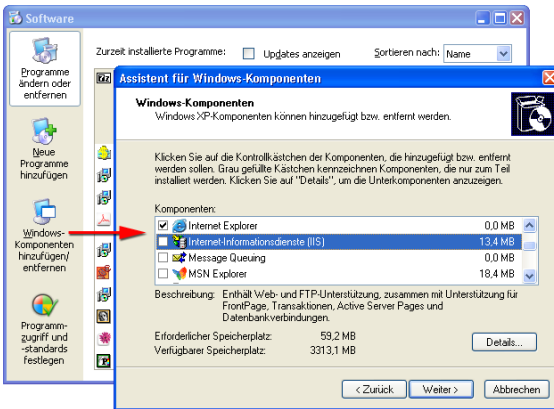 Software
Zurzeit installierte Programme:
Updates anzeigen
Sortieren nach:
Name
Programme
ändern oder
entfernen
Neue
Programme
hinzufügen
Windows-
Komponenten
hinzufügen/
entfernen
Programm-
zugriff und
-standards
festlegen
Assistent für Windows-Komponenten
Windows-Komponenten
Windows XP-Komponenten können hinzugefügt bzw. entfernt werden.
Klicken Sie auf die Kontrollkästchen der Komponenten, die hinzugefügt bzw. entfernt
werden sollen. Grau gefüllte Kästchen kennzeichnen Komponenten, die nur zum Teil
installiert werden. Klicken Sie auf "Details", um die Unterkomponenten anzuzeigen.
Komponenten:
Internet Explorer 0,0 MB
Internet-Informationsdienste (IIS) 13,4 MB
Message Queuing 0,0 MB
MSN Explorer 18,4 MB
Beschreibung: Enthält Web- und FTP-Unterstützung, zusammen mit Unterstützung für
FrontPage, Transaktionen, Active Server Pages und
Datenbankverbindungen.
Erforderlicher Speicherplatz: 59,2 MB
Verfügbarer Speicherplatz: 3313,1 MB
Details...
< Zurück
Weiter >
Abbrechen